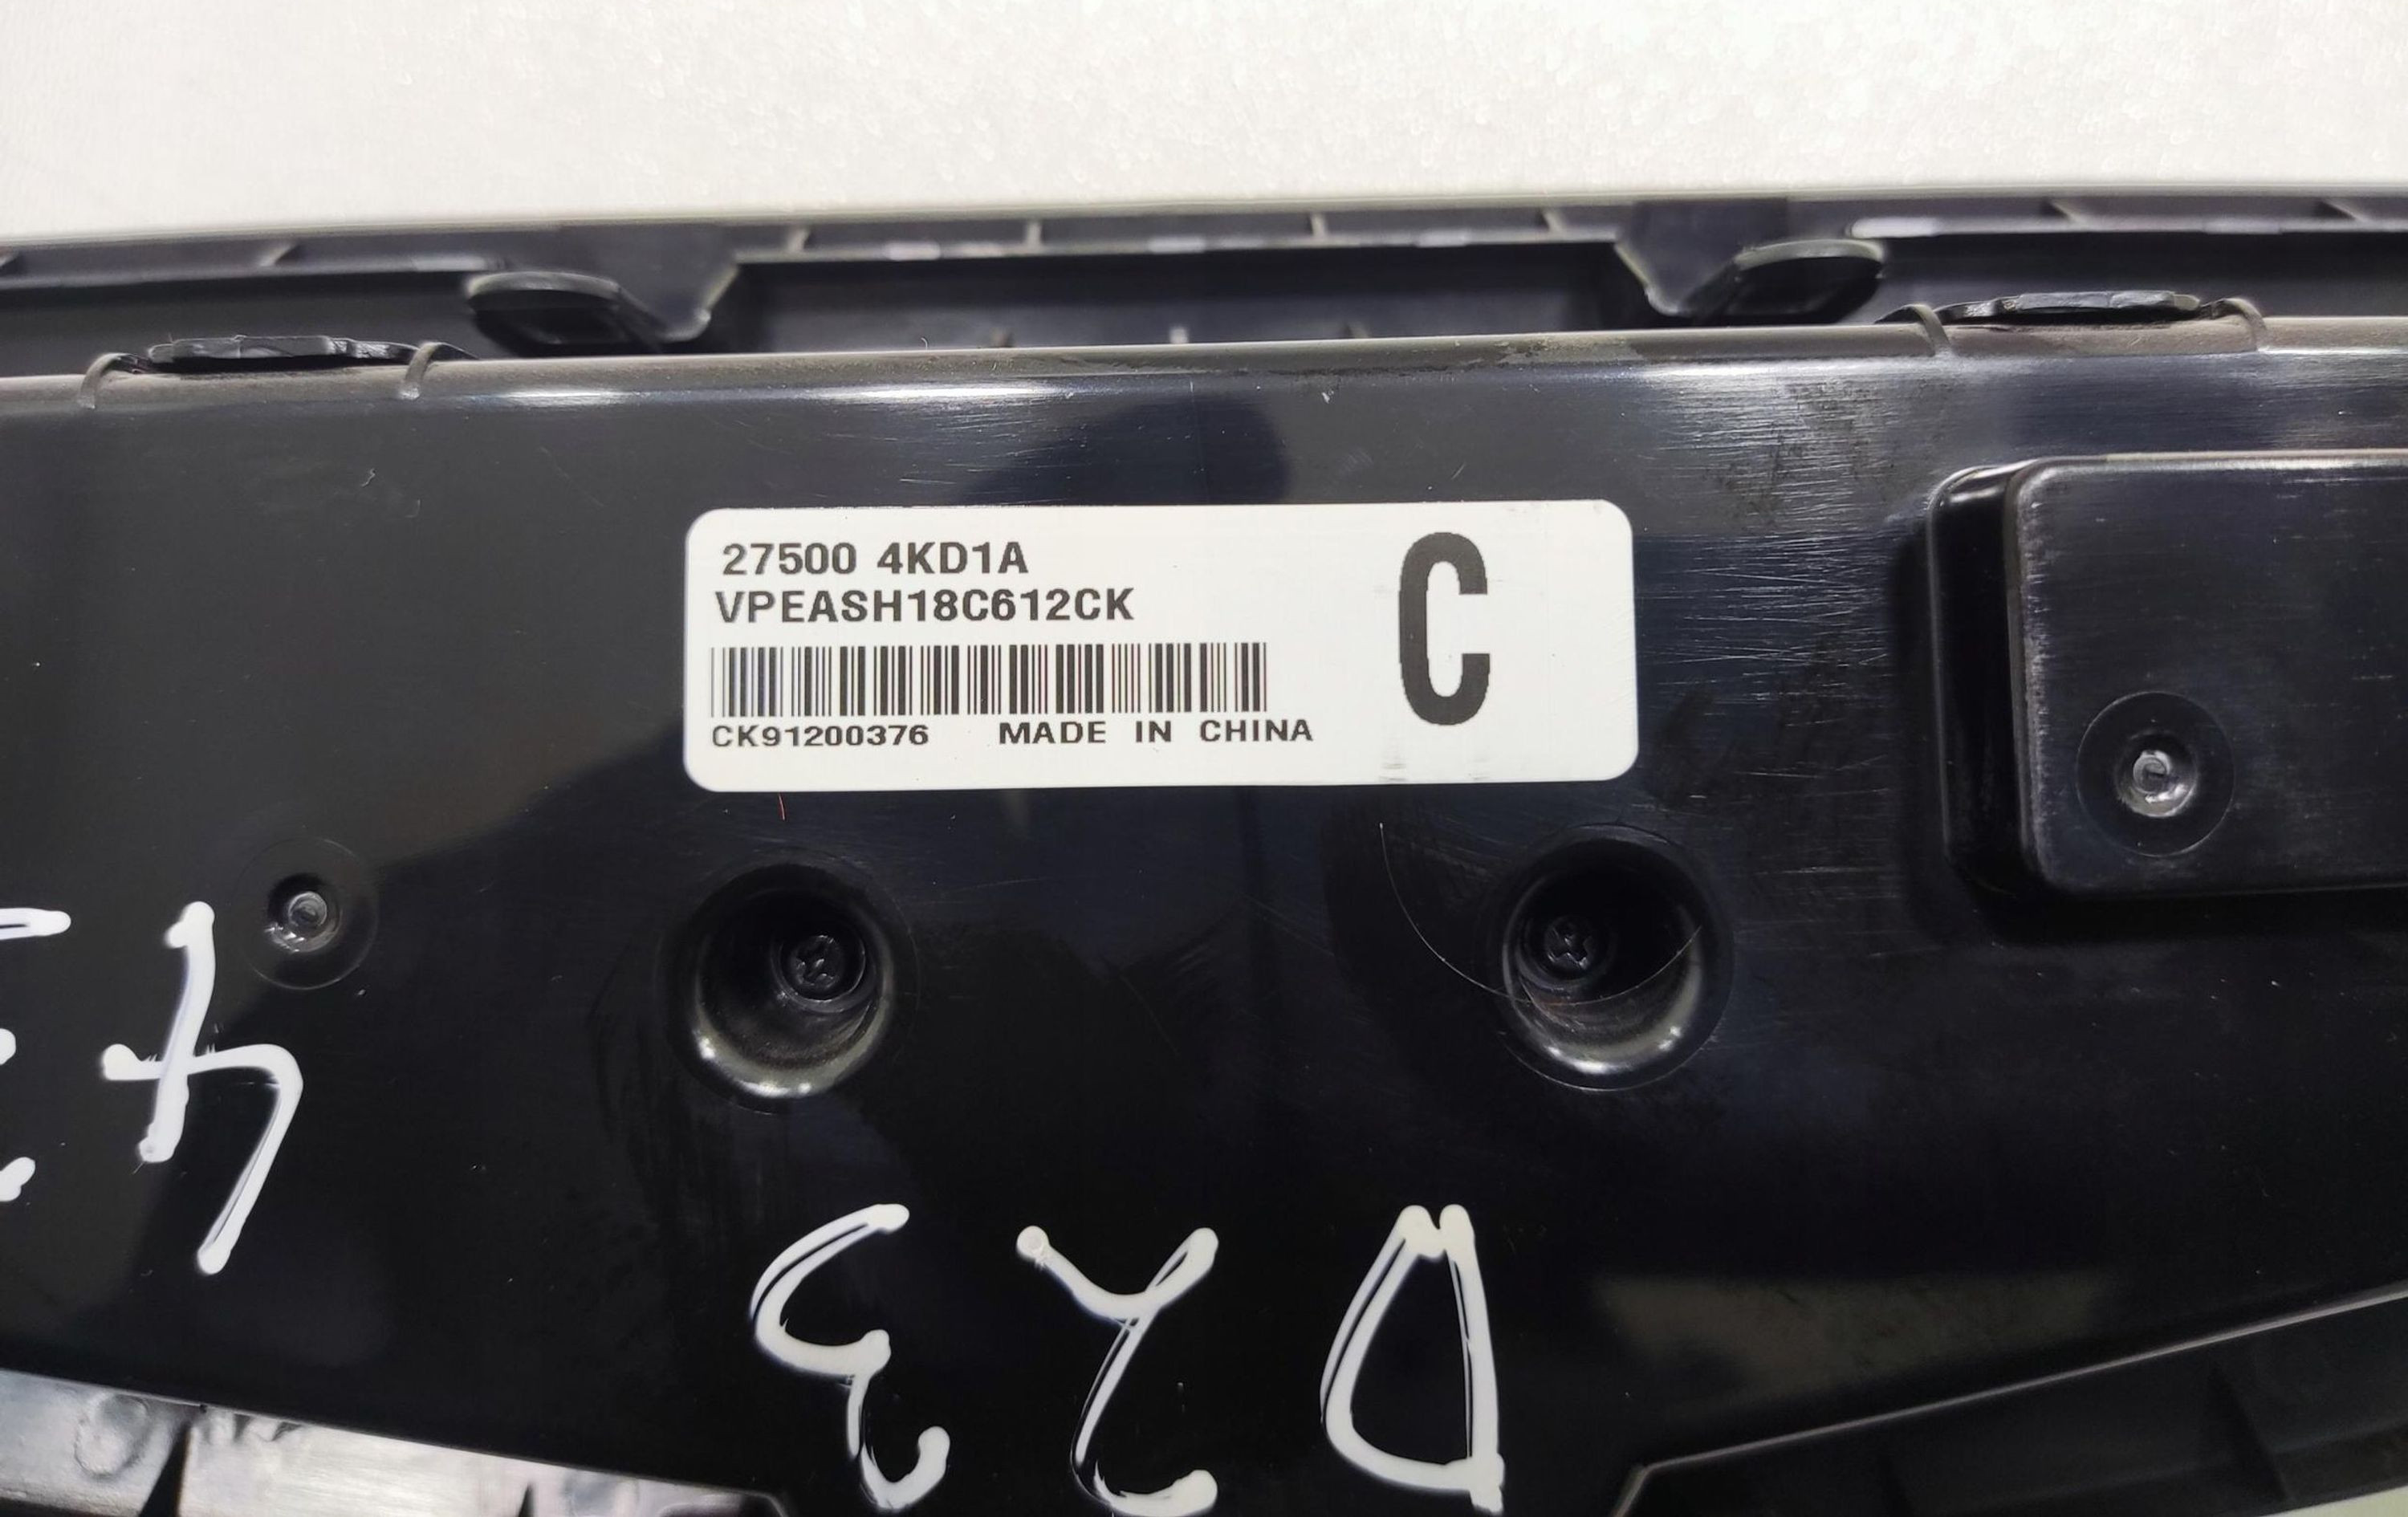 27500 4KD1A
VPEASH18C612CK
C
CK91200376 MADE IN CHINA